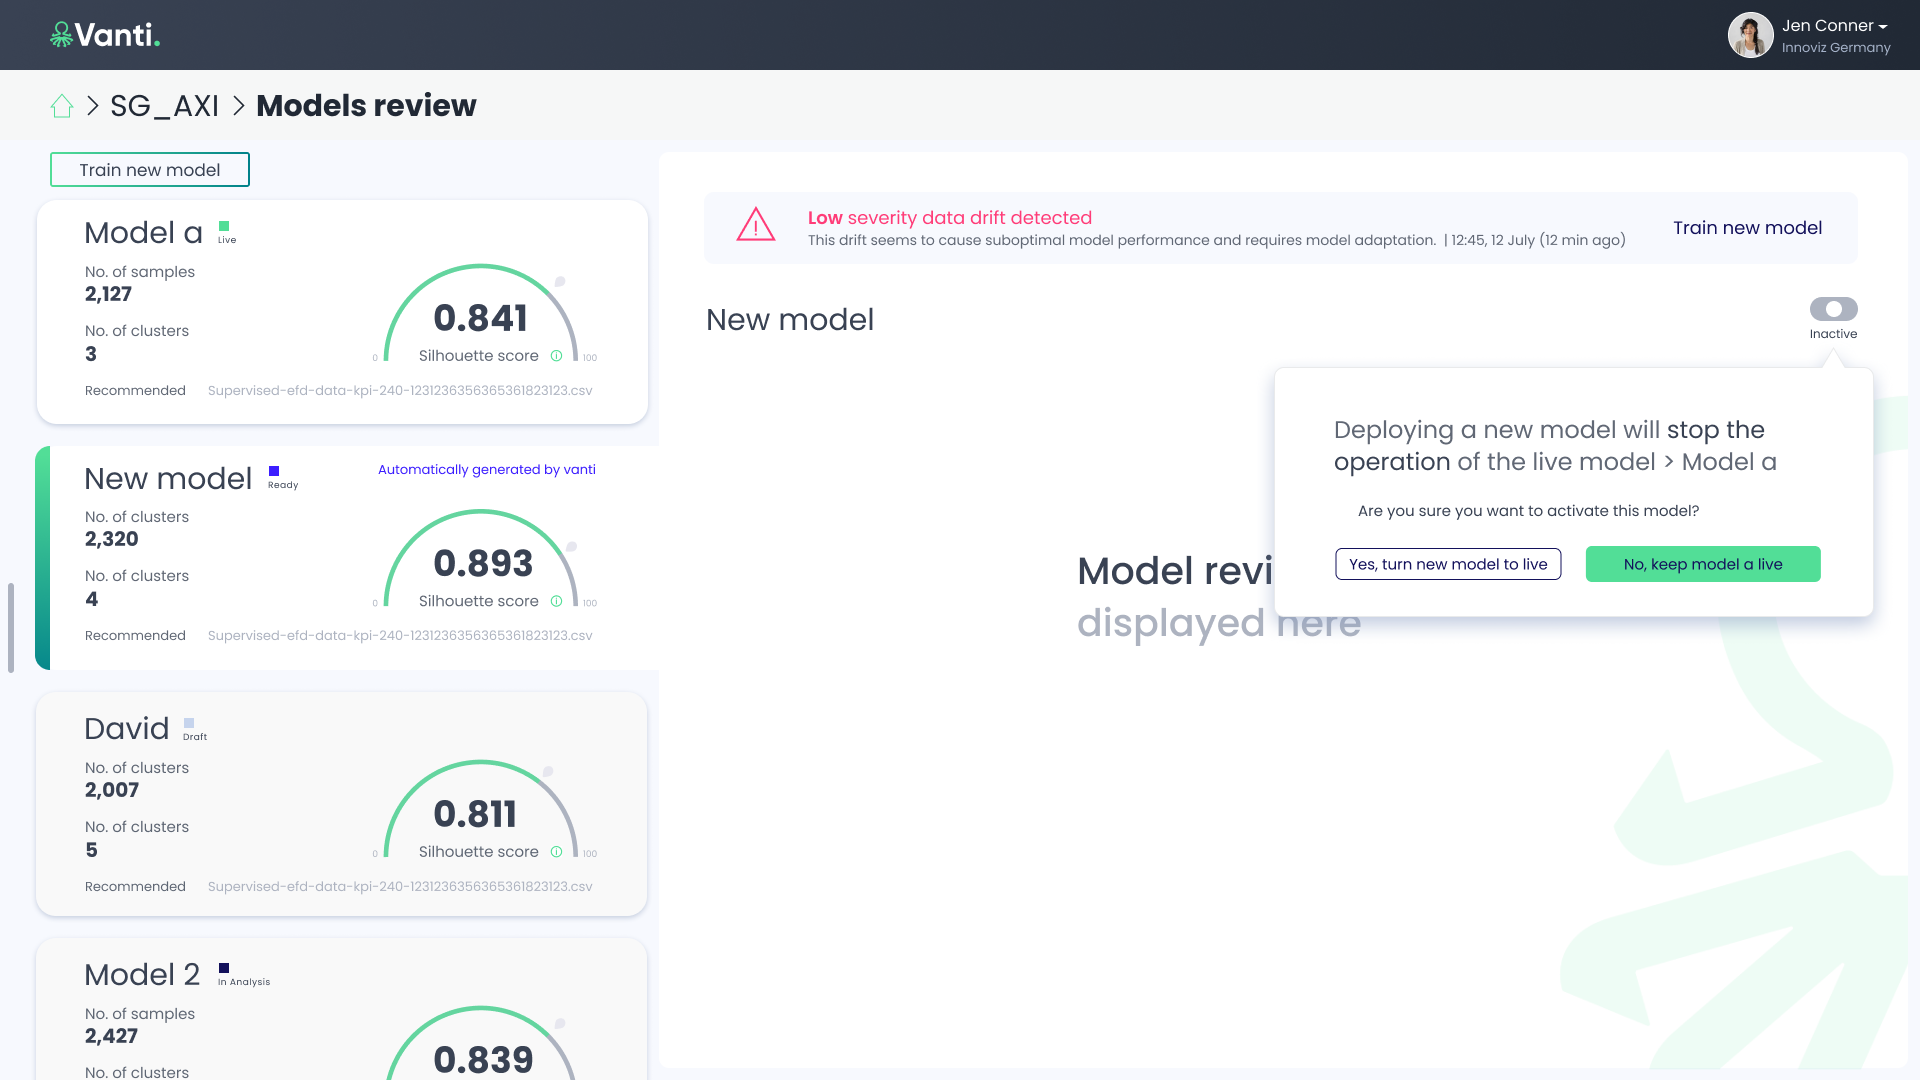 Vanti.
Jen Conner
Innoviz Germany
SG_AXI
Models review
Train new model
Model a
Live
No. of samples
2,127
No. of clusters
3
0.841
Silhouette score
0
100
Recommended
Supervised-efd-data-kpi-240-1231236356365361823123.csv
New model
Ready
Automatically generated by vanti
No. of clusters
2,320
No. of clusters
4
0.893
Silhouette score
0
100
Recommended
Supervised-efd-data-kpi-240-1231236356365361823123.csv
David
Draft
No. of clusters
2,007
No. of clusters
5
0.811
Silhouette score
0
100
Recommended
Supervised-efd-data-kpi-240-1231236356365361823123.csv
Model 2
In Analysis
No. of samples
2,427
No. of clusters
0.839
Low severity data drift detected
This drift seems to cause suboptimal model performance and requires model adaptation. | 12:45, 12 July (12 min ago)
Train new model
New model
Inactive
Deploying a new model will stop the
operation of the live model > Model a
Are you sure you want to activate this model?
Yes, turn new model to live
No, keep model a live
Model revi
displayed here